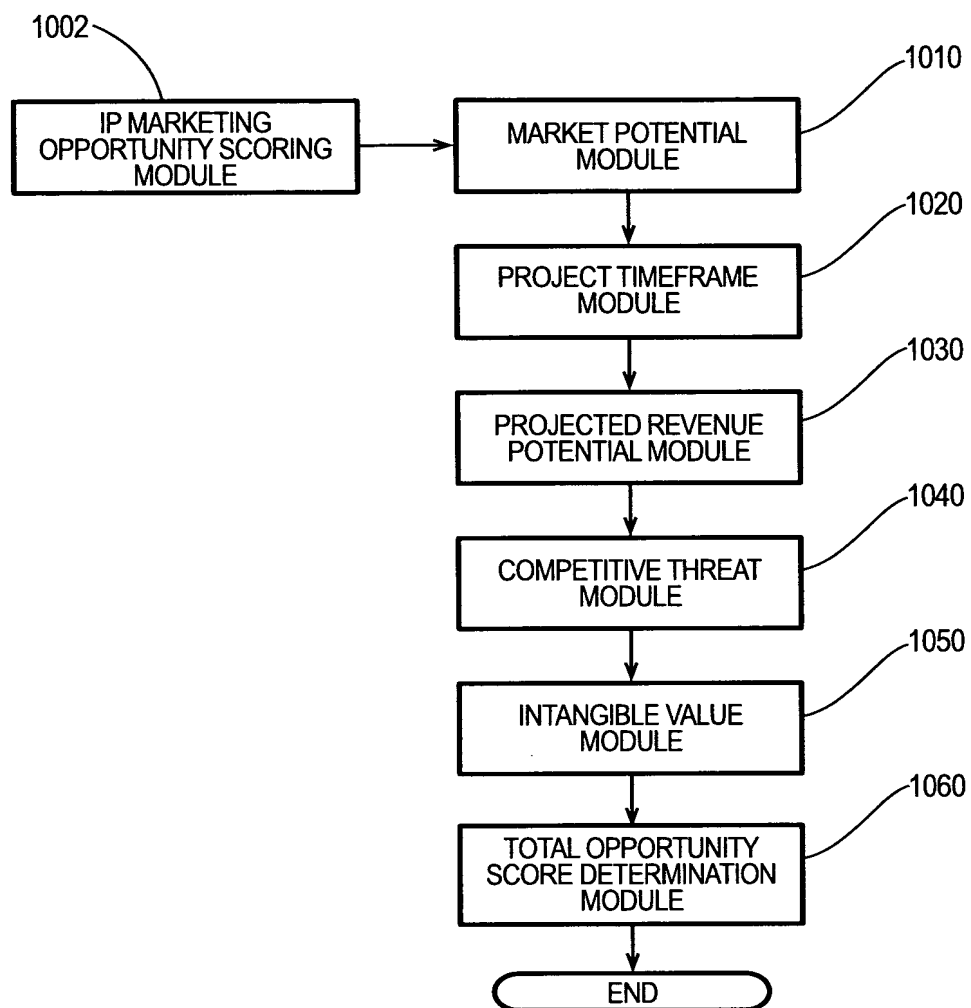 1002
IP MARKETING
OPPORTUNITY SCORING
MODULE
1010
MARKET POTENTIAL
MODULE
1020
PROJECT TIMEFRAME
MODULE
1030
PROJECTED REVENUE
POTENTIAL MODULE
1040
COMPETITIVE THREAT
MODULE
1050
INTANGIBLE VALUE
MODULE
1060
TOTAL OPPORTUNITY
SCORE DETERMINATION
MODULE
END